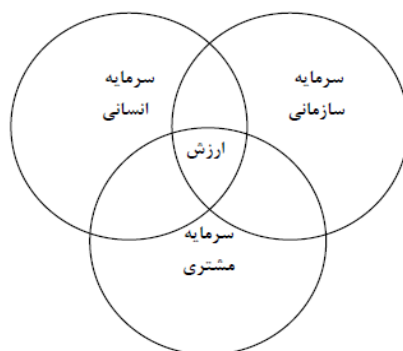 سرمایه
سازمانی
سرمایه
انسانی
ارزش
سرمایه
مشتری